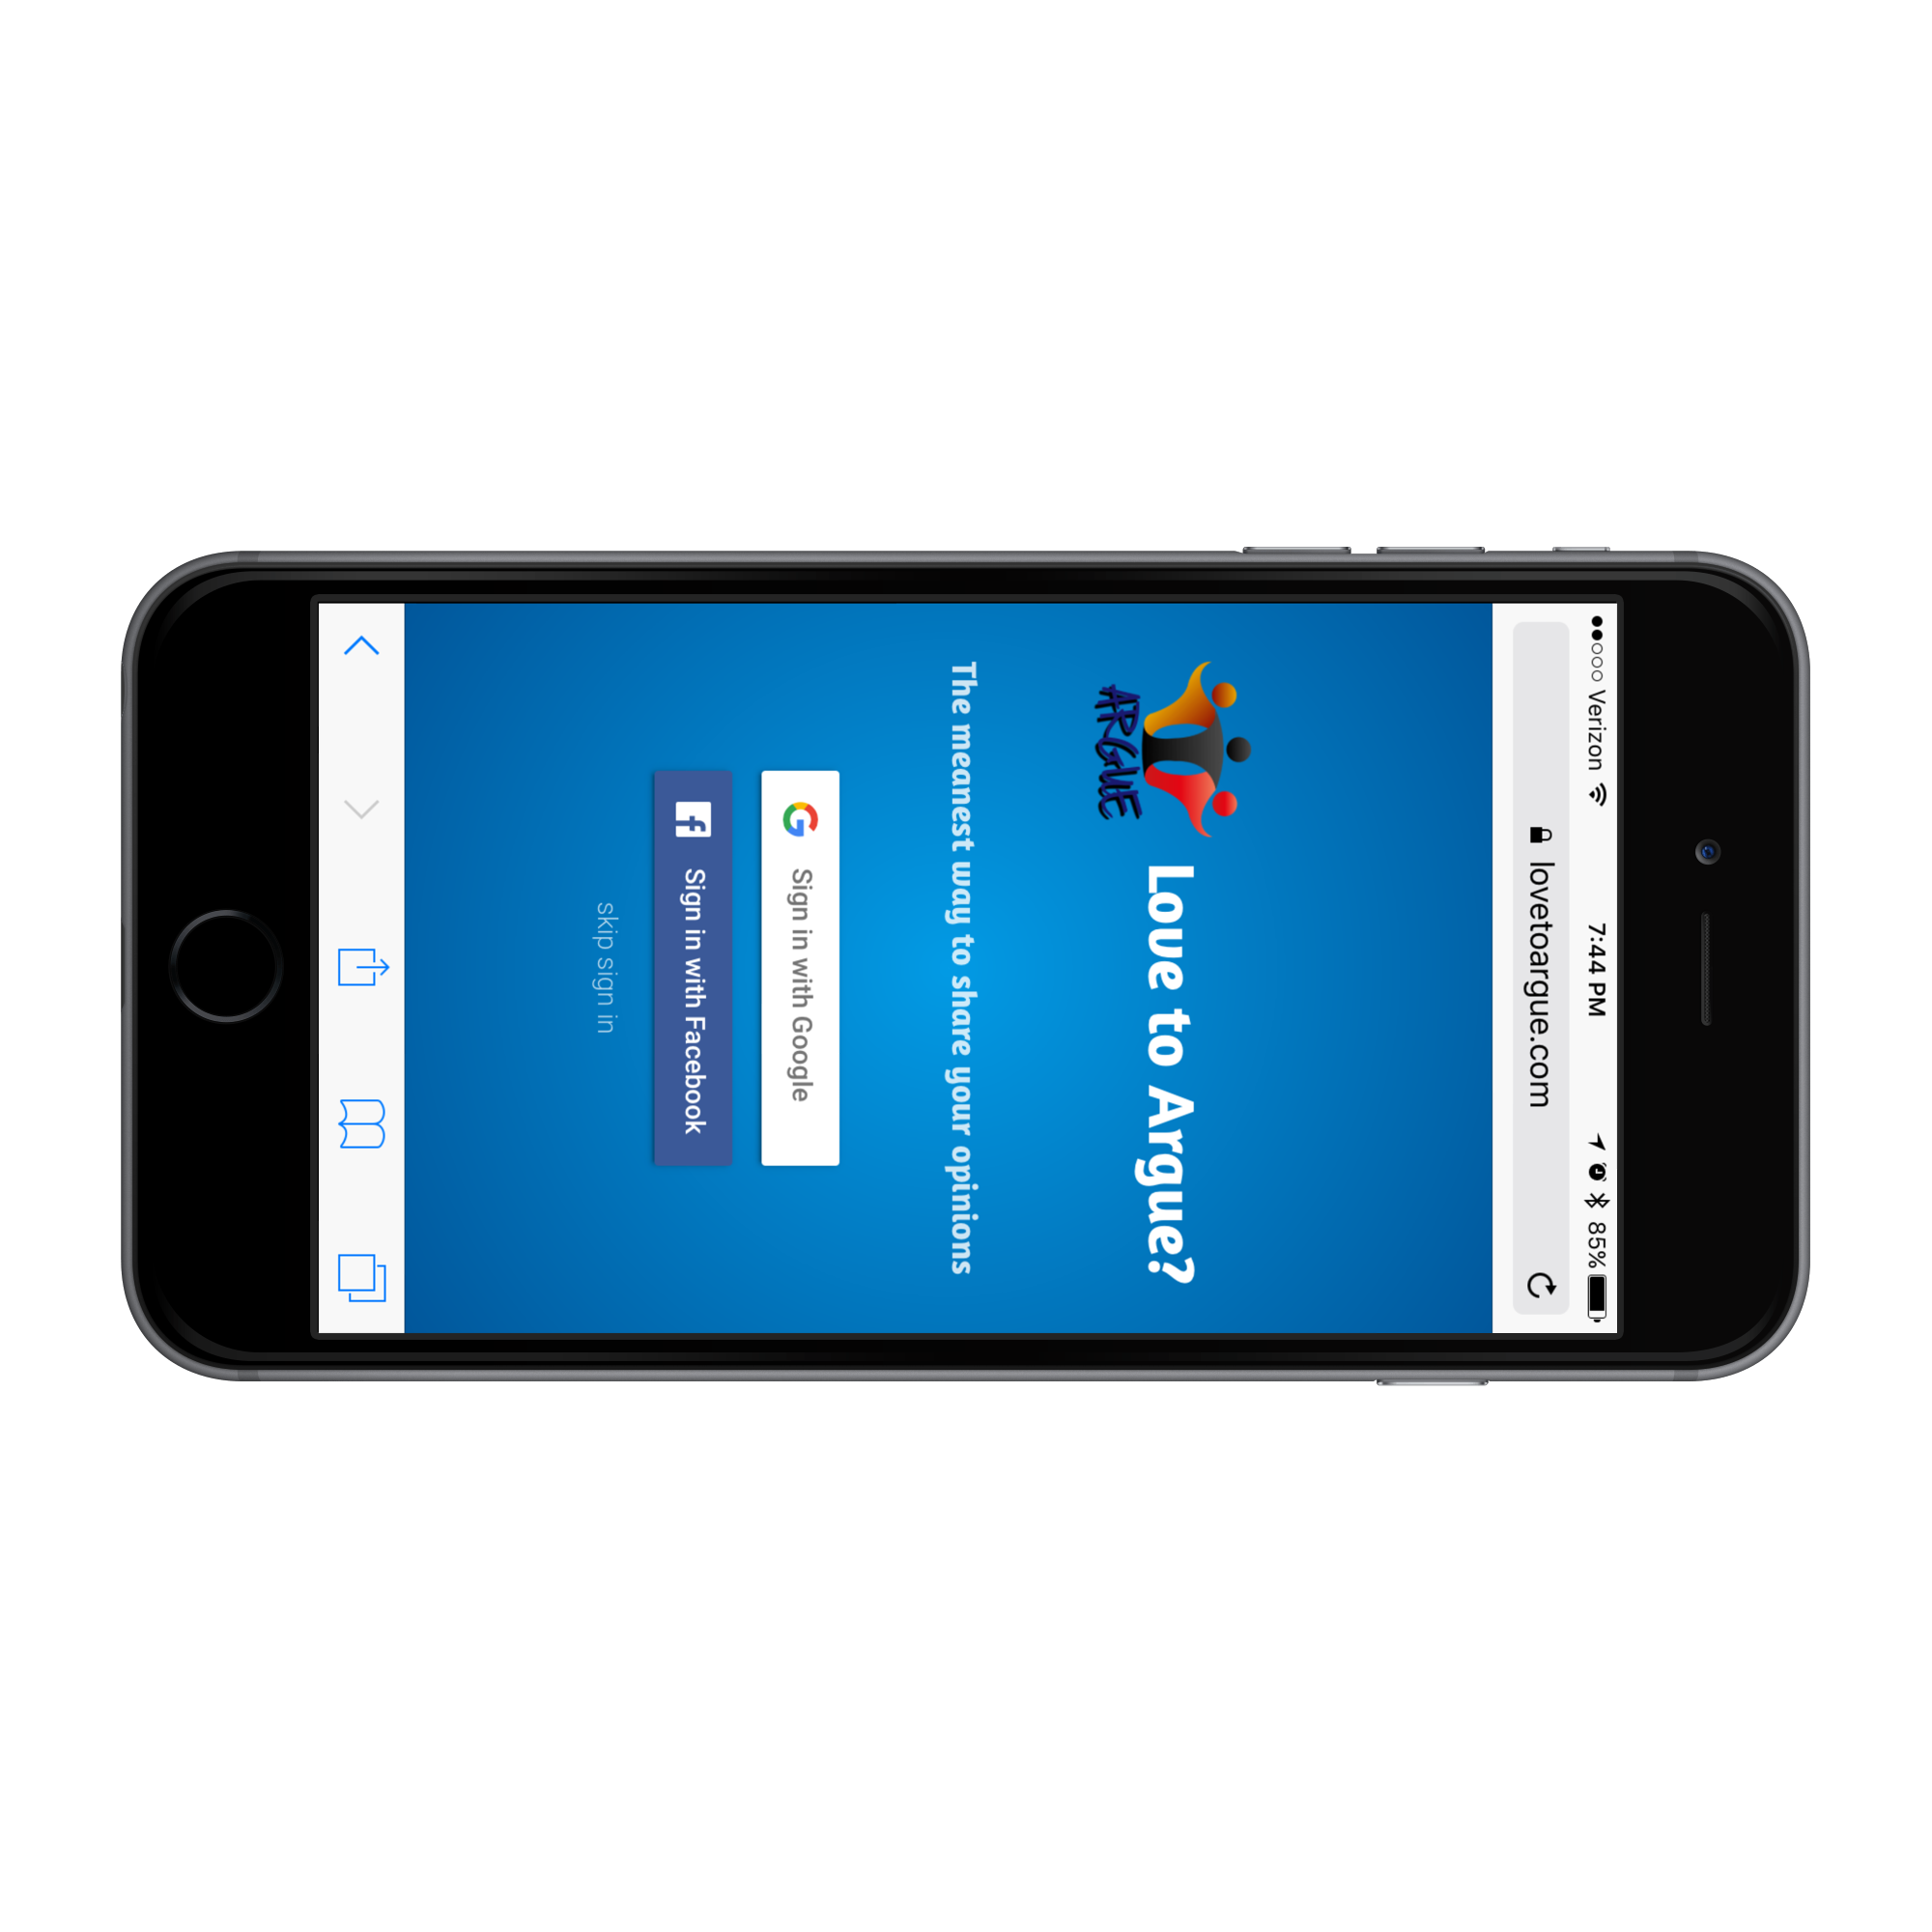 Verizon 7:44 PM 85%
lovetoargue.com
ARGUE
Love to Argue?
The meanest way to share your opinions
Sign in with Google
Sign in with Facebook
skip sign in